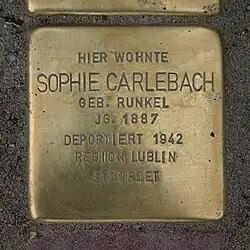 HIER WOHNTE
SOPHIE CARLEBACH
GEB. RUNKEL
JG. 1887
DEPORTIERT 1942
REGION LUBLIN
ERMORDET